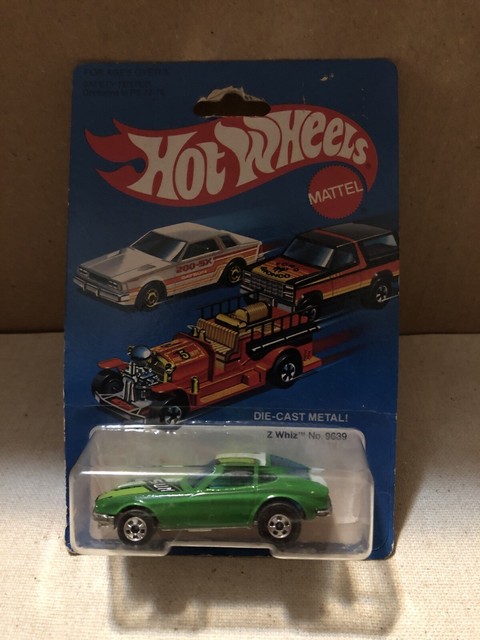 HOT WHEELS
MATTEL
200-SX
DIE-CAST METAL!
Z Whiz™ No. 9639